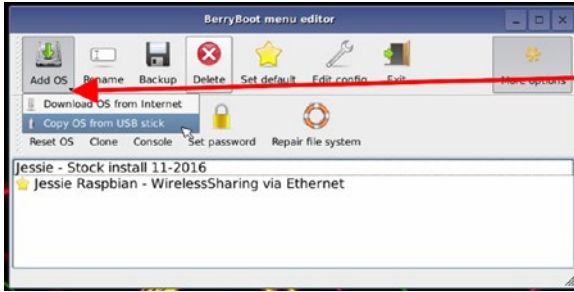 BerryBoot menu editor
Add OS Rename Backup Delete Set default Edit config Exit More options
Download OS from Internet
Copy OS from USB stick
Reset OS Clone Console Set password Repair file system
Jessie - Stock install 11-2016
Jessie Raspbian - WirelessSharing via Ethernet